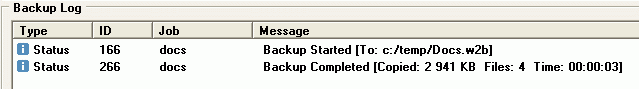 Backup Log
Type ID Job Message
Status 166 docs Backup Started [To: c:/temp/Docs.w2b]
Status 266 docs Backup Completed [Copied: 2 941 KB Files: 4 Time: 00:00:03]